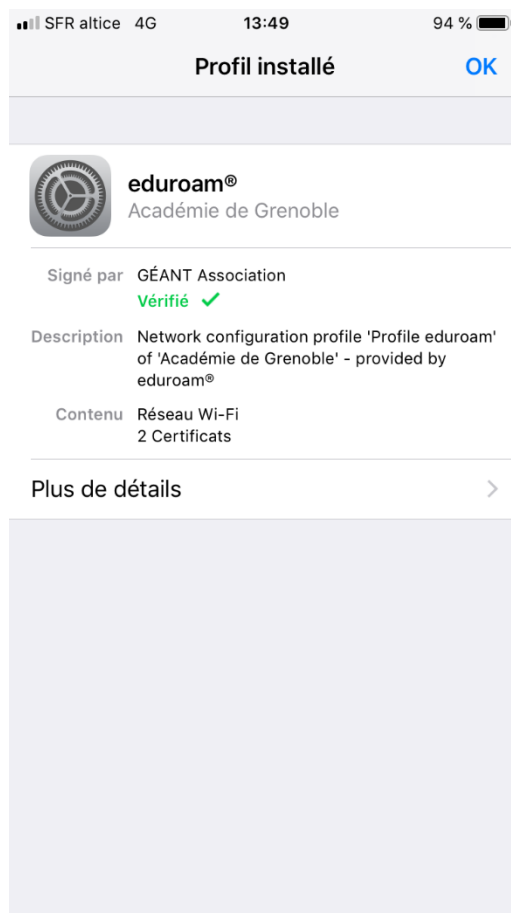 SFR altice 4G 13:49 94 %
Profil installé OK
eduroam®
Académie de Grenoble
Signé par GÉANT Association
Vérifié ✓
Description Network configuration profile 'Profile eduroam'
of 'Académie de Grenoble' - provided by
eduroam®
Contenu Réseau Wi-Fi
2 Certificats
Plus de détails